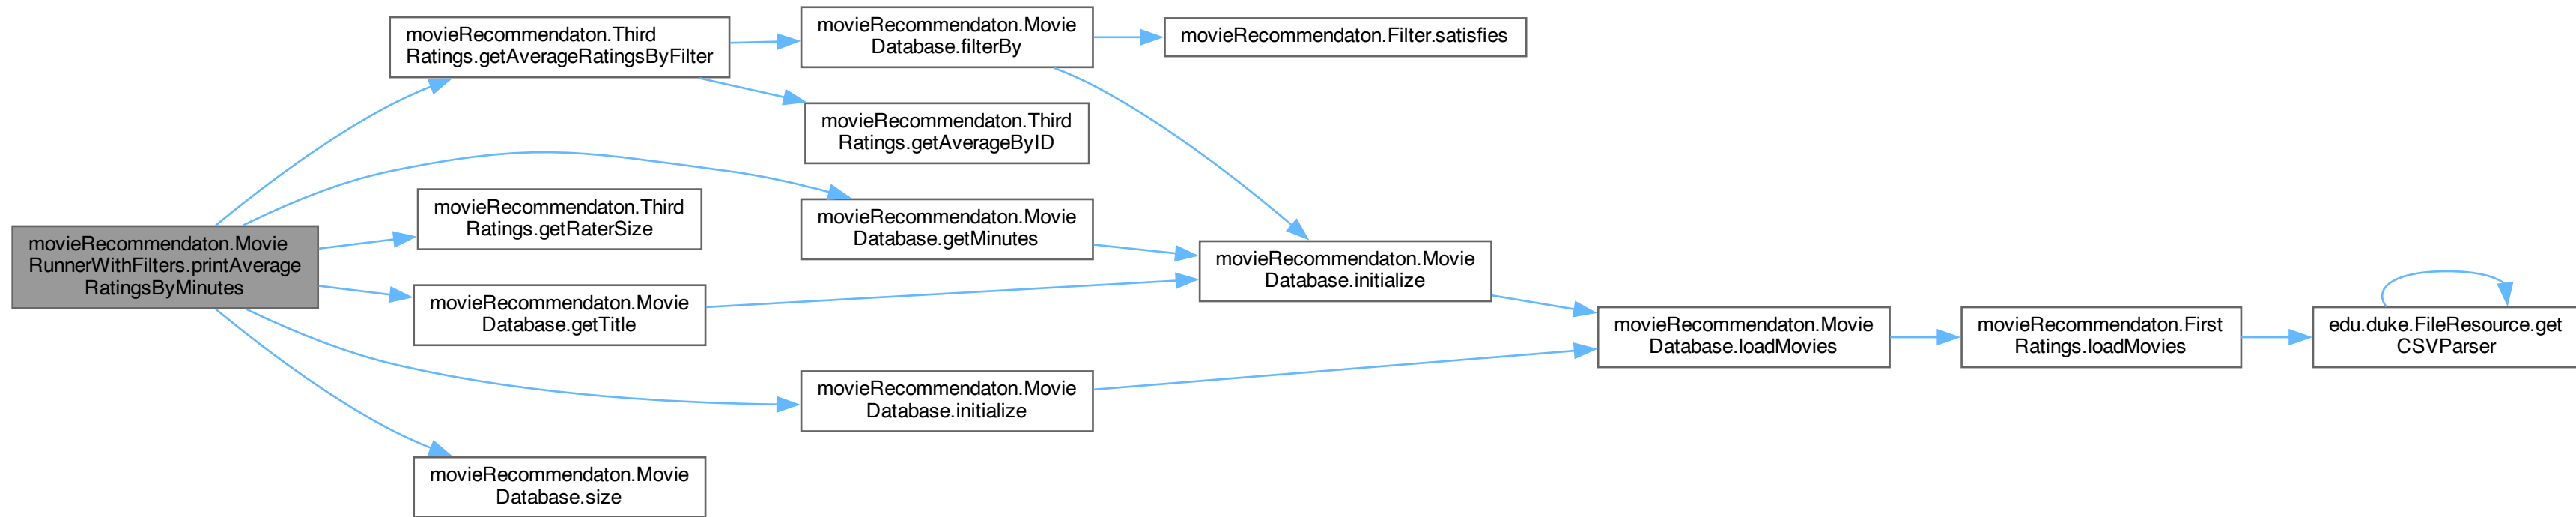 movieRecommendaton.Movie
RunnerWithFilters.printAverage
RatingsByMinutes
movieRecommendaton.Third
Ratings.getAverageRatingsByFilter
movieRecommendaton.Third
Ratings.getRaterSize
movieRecommendaton.Movie
Database.getTitle
movieRecommendaton.Movie
Database.size
movieRecommendaton.Movie
Database.filterBy
movieRecommendaton.Third
Ratings.getAverageByID
movieRecommendaton.Movie
Database.getMinutes
movieRecommendaton.Movie
Database.initialize
movieRecommendaton.Filter.satisfies
movieRecommendaton.Movie
Database.initialize
movieRecommendaton.Movie
Database.loadMovies
movieRecommendaton.First
Ratings.loadMovies
edu.duke.FileResource.get
CSVParser